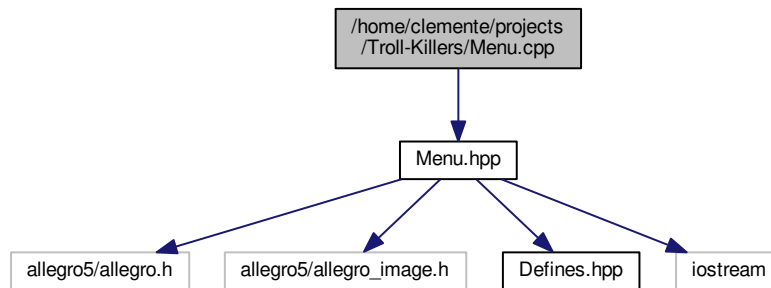 /home/clemente/projects
/Troll-Killers/Menu.cpp
Menu.hpp
allegro5/allegro.h
allegro5/allegro_image.h
Defines.hpp
iostream